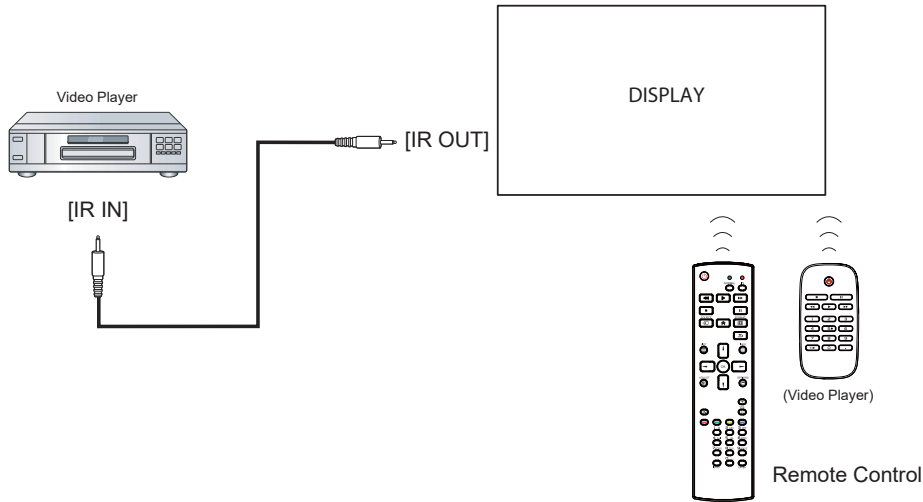 DISPLAY
Video Player
[IR OUT]
[IR IN]
(Video Player)
Remote Control